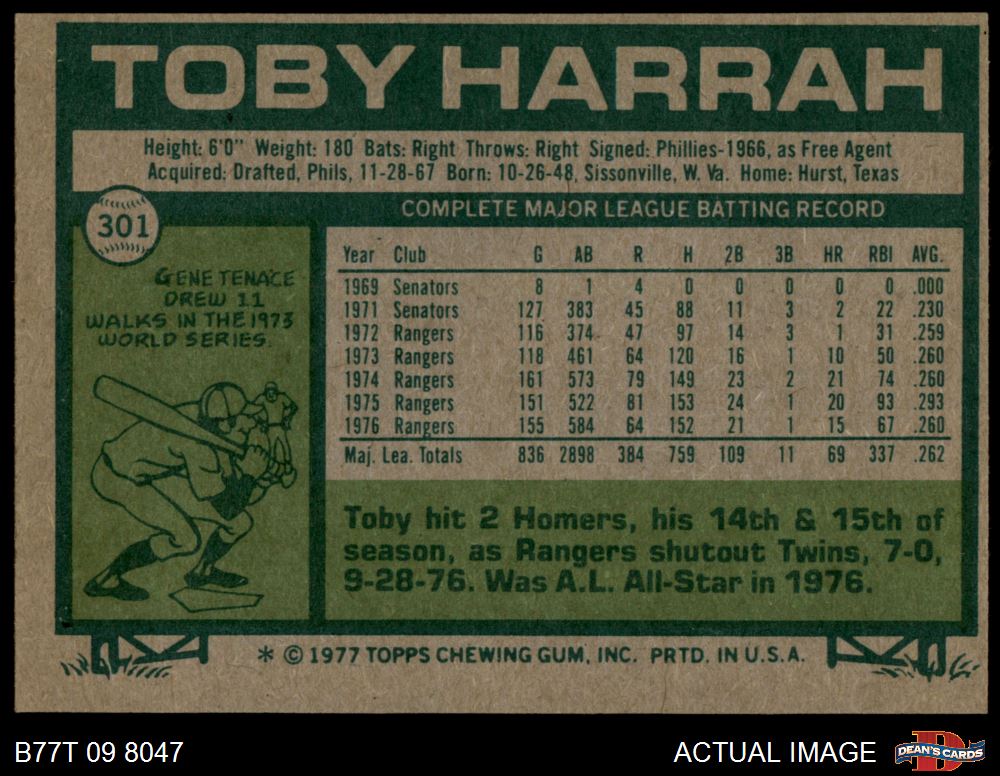 TOBY HARRAH
Height: 6'0" Weight: 180 Bats: Right Throws: Right Signed: Phillies-1966, as Free Agent
Acquired: Drafted, Phils, 11-28-67 Born: 10-26-48, Sissonville, W. Va. Home: Hurst, Texas
301
GENE TENACE
DREW 11
WALKS IN THE 1973
WORLD SERIES.
COMPLETE MAJOR LEAGUE BATTING RECORD
Year Club G AB R H 2B 3B HR RBI AVG.
1969 Senators 8 1 4 0 0 0 0 0 .000
1971 Senators 127 383 45 88 11 3 2 22 .230
1972 Rangers 116 374 47 97 14 3 1 31 .259
1973 Rangers 118 461 64 120 16 1 10 50 .260
1974 Rangers 161 573 79 149 23 2 21 74 .260
1975 Rangers 151 522 81 153 24 1 20 93 .293
1976 Rangers 155 584 64 152 21 1 15 67 .260
Maj. Lea. Totals 836 2898 384 759 109 11 69 337 .262
Toby hit 2 Homers, his 14th & 15th of
season, as Rangers shutout Twins, 7-0,
9-28-76. Was A.L. All-Star in 1976.
* © 1977 TOPPS CHEWING GUM, INC. PRTD. IN U.S.A.
B77T 09 8047
ACTUAL IMAGE
D
DEAN'S CARDS